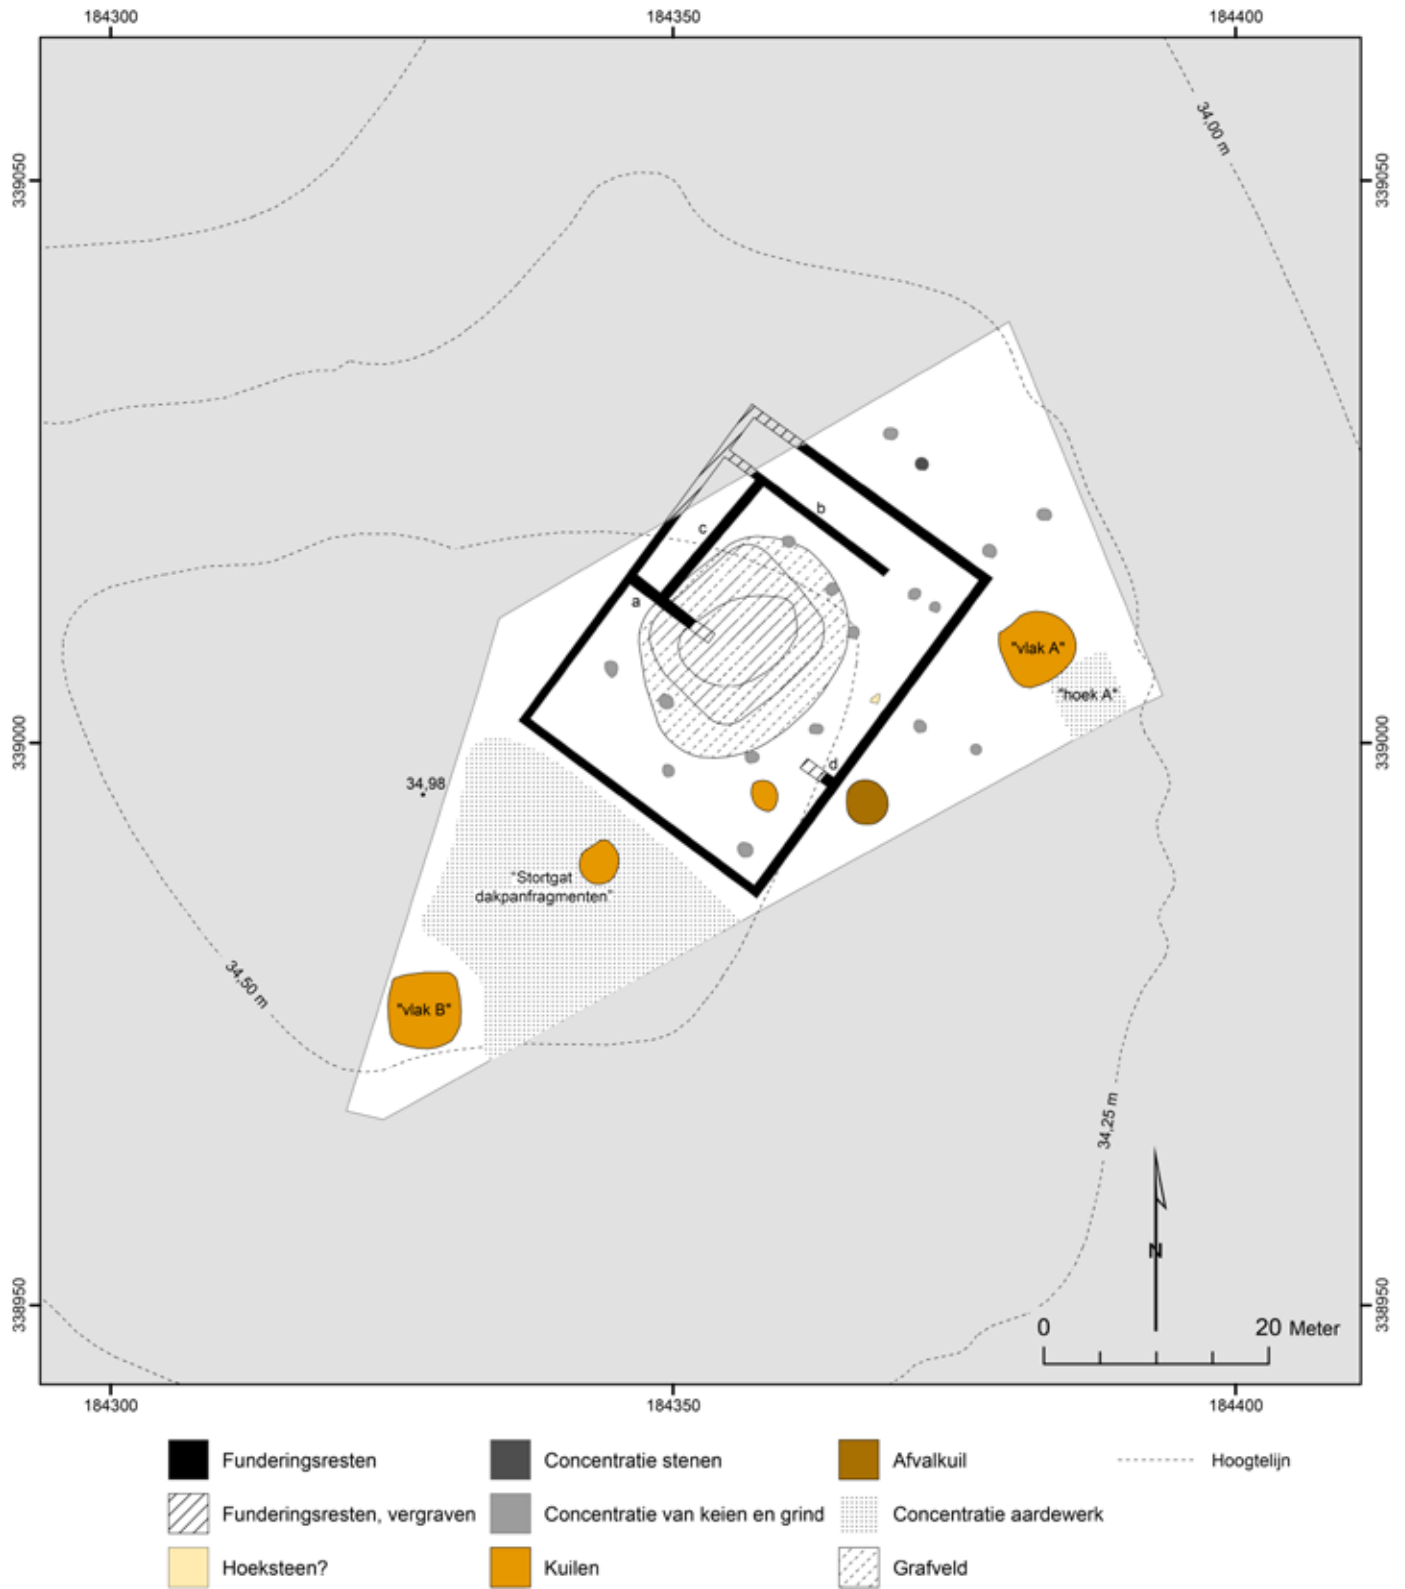 184300 184350 184400
34,00 m
339050 339050
b
c
a
"vlak A"
"hoek A"
339000 339000
d
34,98
"Stortgat
dakpanfragmenten"
34,50 m
"vlak B"
34,25 m
N
338950 338950
0 20 Meter
184300 184350 184400
Funderingsresten Concentratie stenen Afvalkuil Hoogtelijn
Funderingsresten, vergraven Concentratie van keien en grind Concentratie aardewerk
Hoeksteen? Kuilen Grafveld